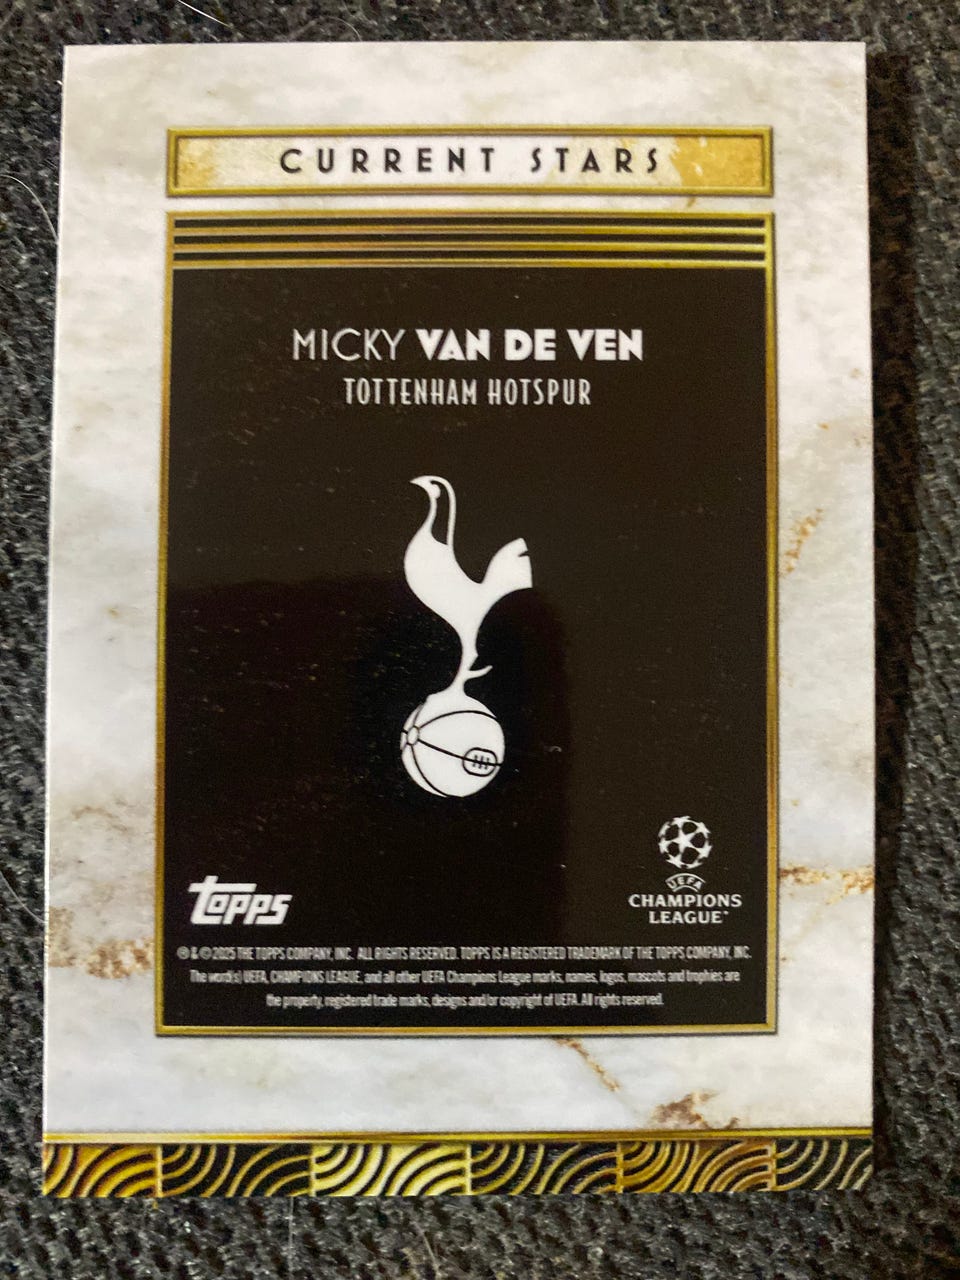 CURRENT STARS
MICKY VAN DE VEN
TOTTENHAM HOTSPUR
UEFA
CHAMPIONS
LEAGUE™
Topps
® & © 2025 THE TOPPS COMPANY, INC. ALL RIGHTS RESERVED. TOPPS IS A REGISTERED TRADEMARK OF THE TOPPS COMPANY, INC.
The word(s) UEFA, CHAMPIONS LEAGUE, and all other UEFA Champions League marks, names, logos, mascots and trophies are
the property, registered trade marks, designs and/or copyright of UEFA. All rights reserved.